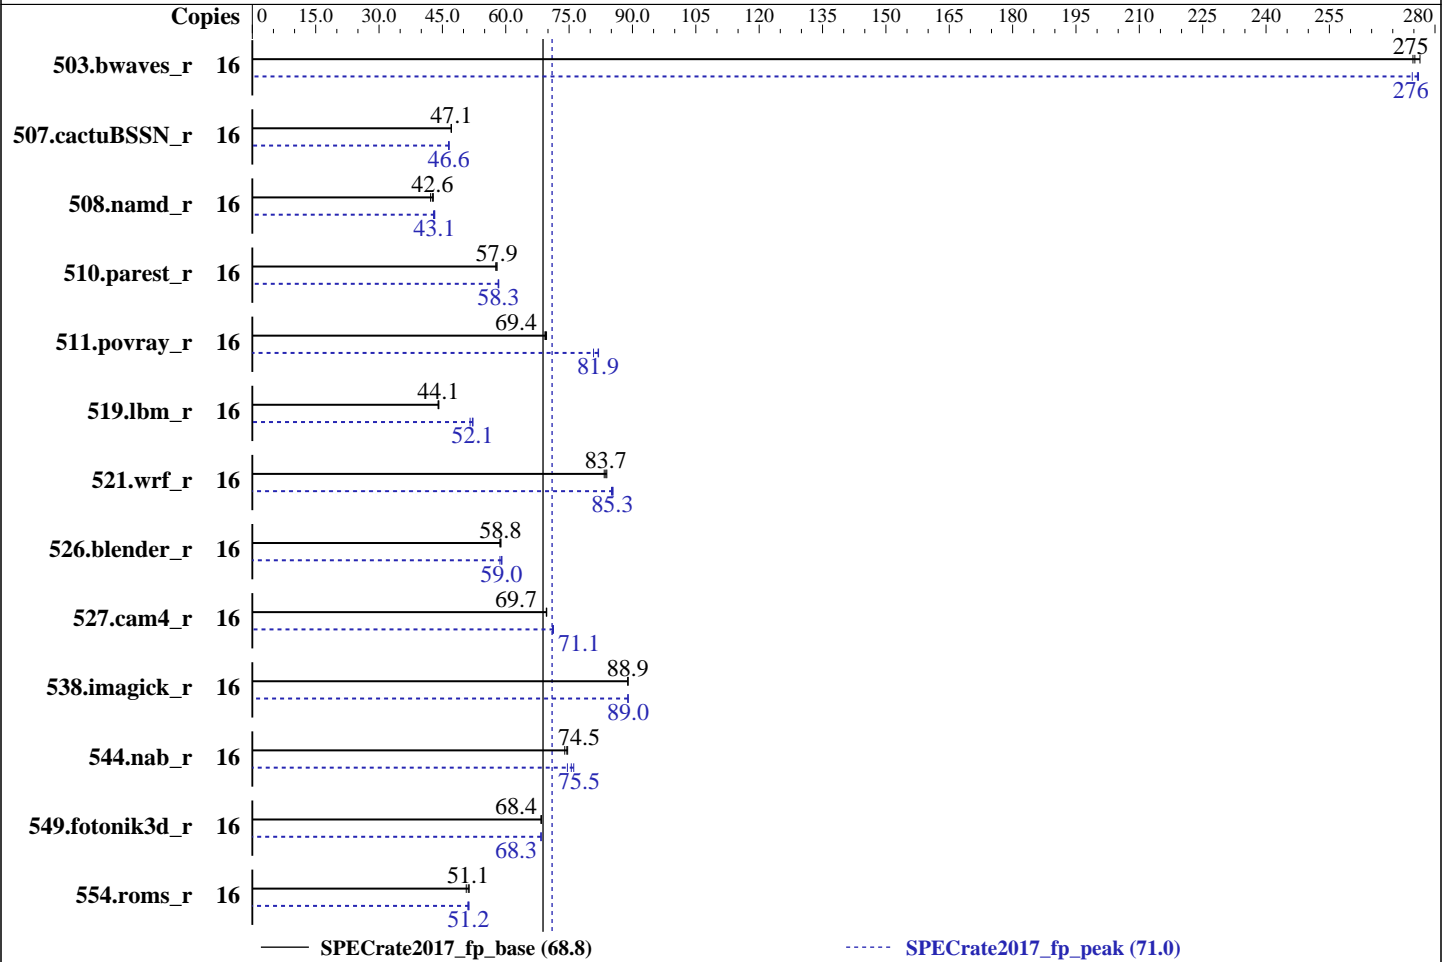 Copies 0 15.0 30.0 45.0 60.0 75.0 90.0 105 120 135 150 165 180 195 210 225 240 255 280
503.bwaves_r 16 275
276
507.cactuBSSN_r 16 47.1
46.6
508.namd_r 16 42.6
43.1
510.parest_r 16 57.9
58.3
511.povray_r 16 69.4
81.9
519.lbm_r 16 44.1
52.1
521.wrf_r 16 83.7
85.3
526.blender_r 16 58.8
59.0
527.cam4_r 16 69.7
71.1
538.imagick_r 16 88.9
89.0
544.nab_r 16 74.5
75.5
549.fotonik3d_r 16 68.4
68.3
554.roms_r 16 51.1
51.2
SPECrate2017_fp_base (68.8) SPECrate2017_fp_peak (71.0)